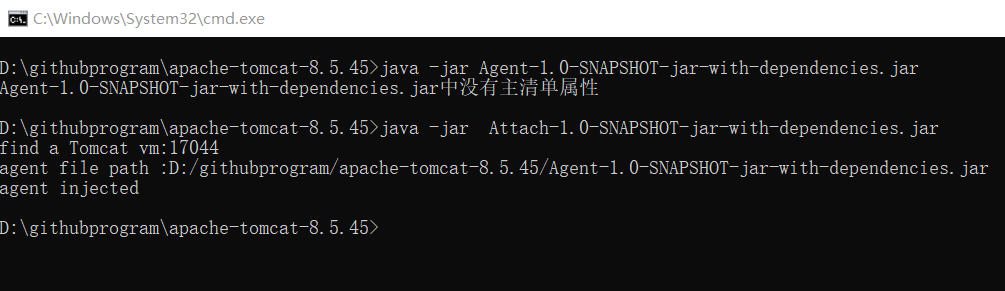 C:\Windows\System32\cmd.exe
D:\githubprogram\apache-tomcat-8.5.45>java -jar Agent-1.0-SNAPSHOT-jar-with-dependencies.jar
Agent-1.0-SNAPSHOT-jar-with-dependencies.jar中没有主清单属性
D:\githubprogram\apache-tomcat-8.5.45>java -jar  Attach-1.0-SNAPSHOT-jar-with-dependencies.jar
find a Tomcat vm:17044
agent file path :D:/githubprogram/apache-tomcat-8.5.45/Agent-1.0-SNAPSHOT-jar-with-dependencies.jar
agent injected
D:\githubprogram\apache-tomcat-8.5.45>